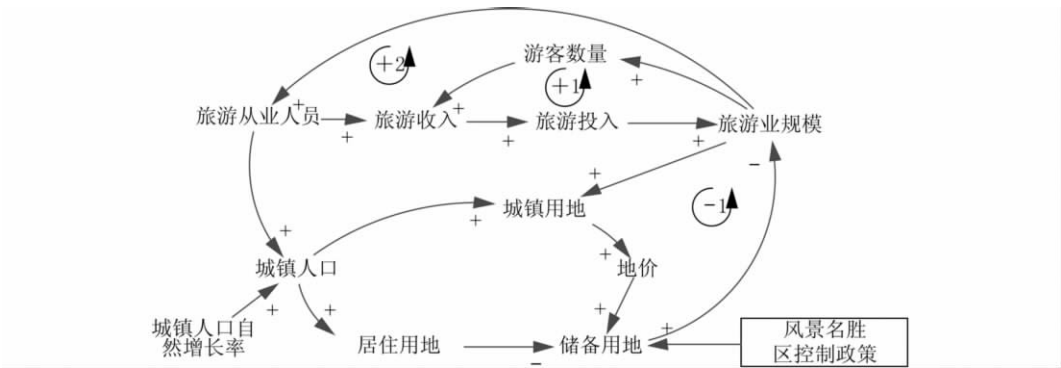 游客数量
+2
+1
+
+
+
旅游从业人员
旅游收入
旅游投入
旅游业规模
+
+
+
-
+
-1
城镇用地
+
+
+
城镇人口
地价
+
+
+
+
城镇人口自
然增长率
居住用地
储备用地
-
风景名胜
区控制政策